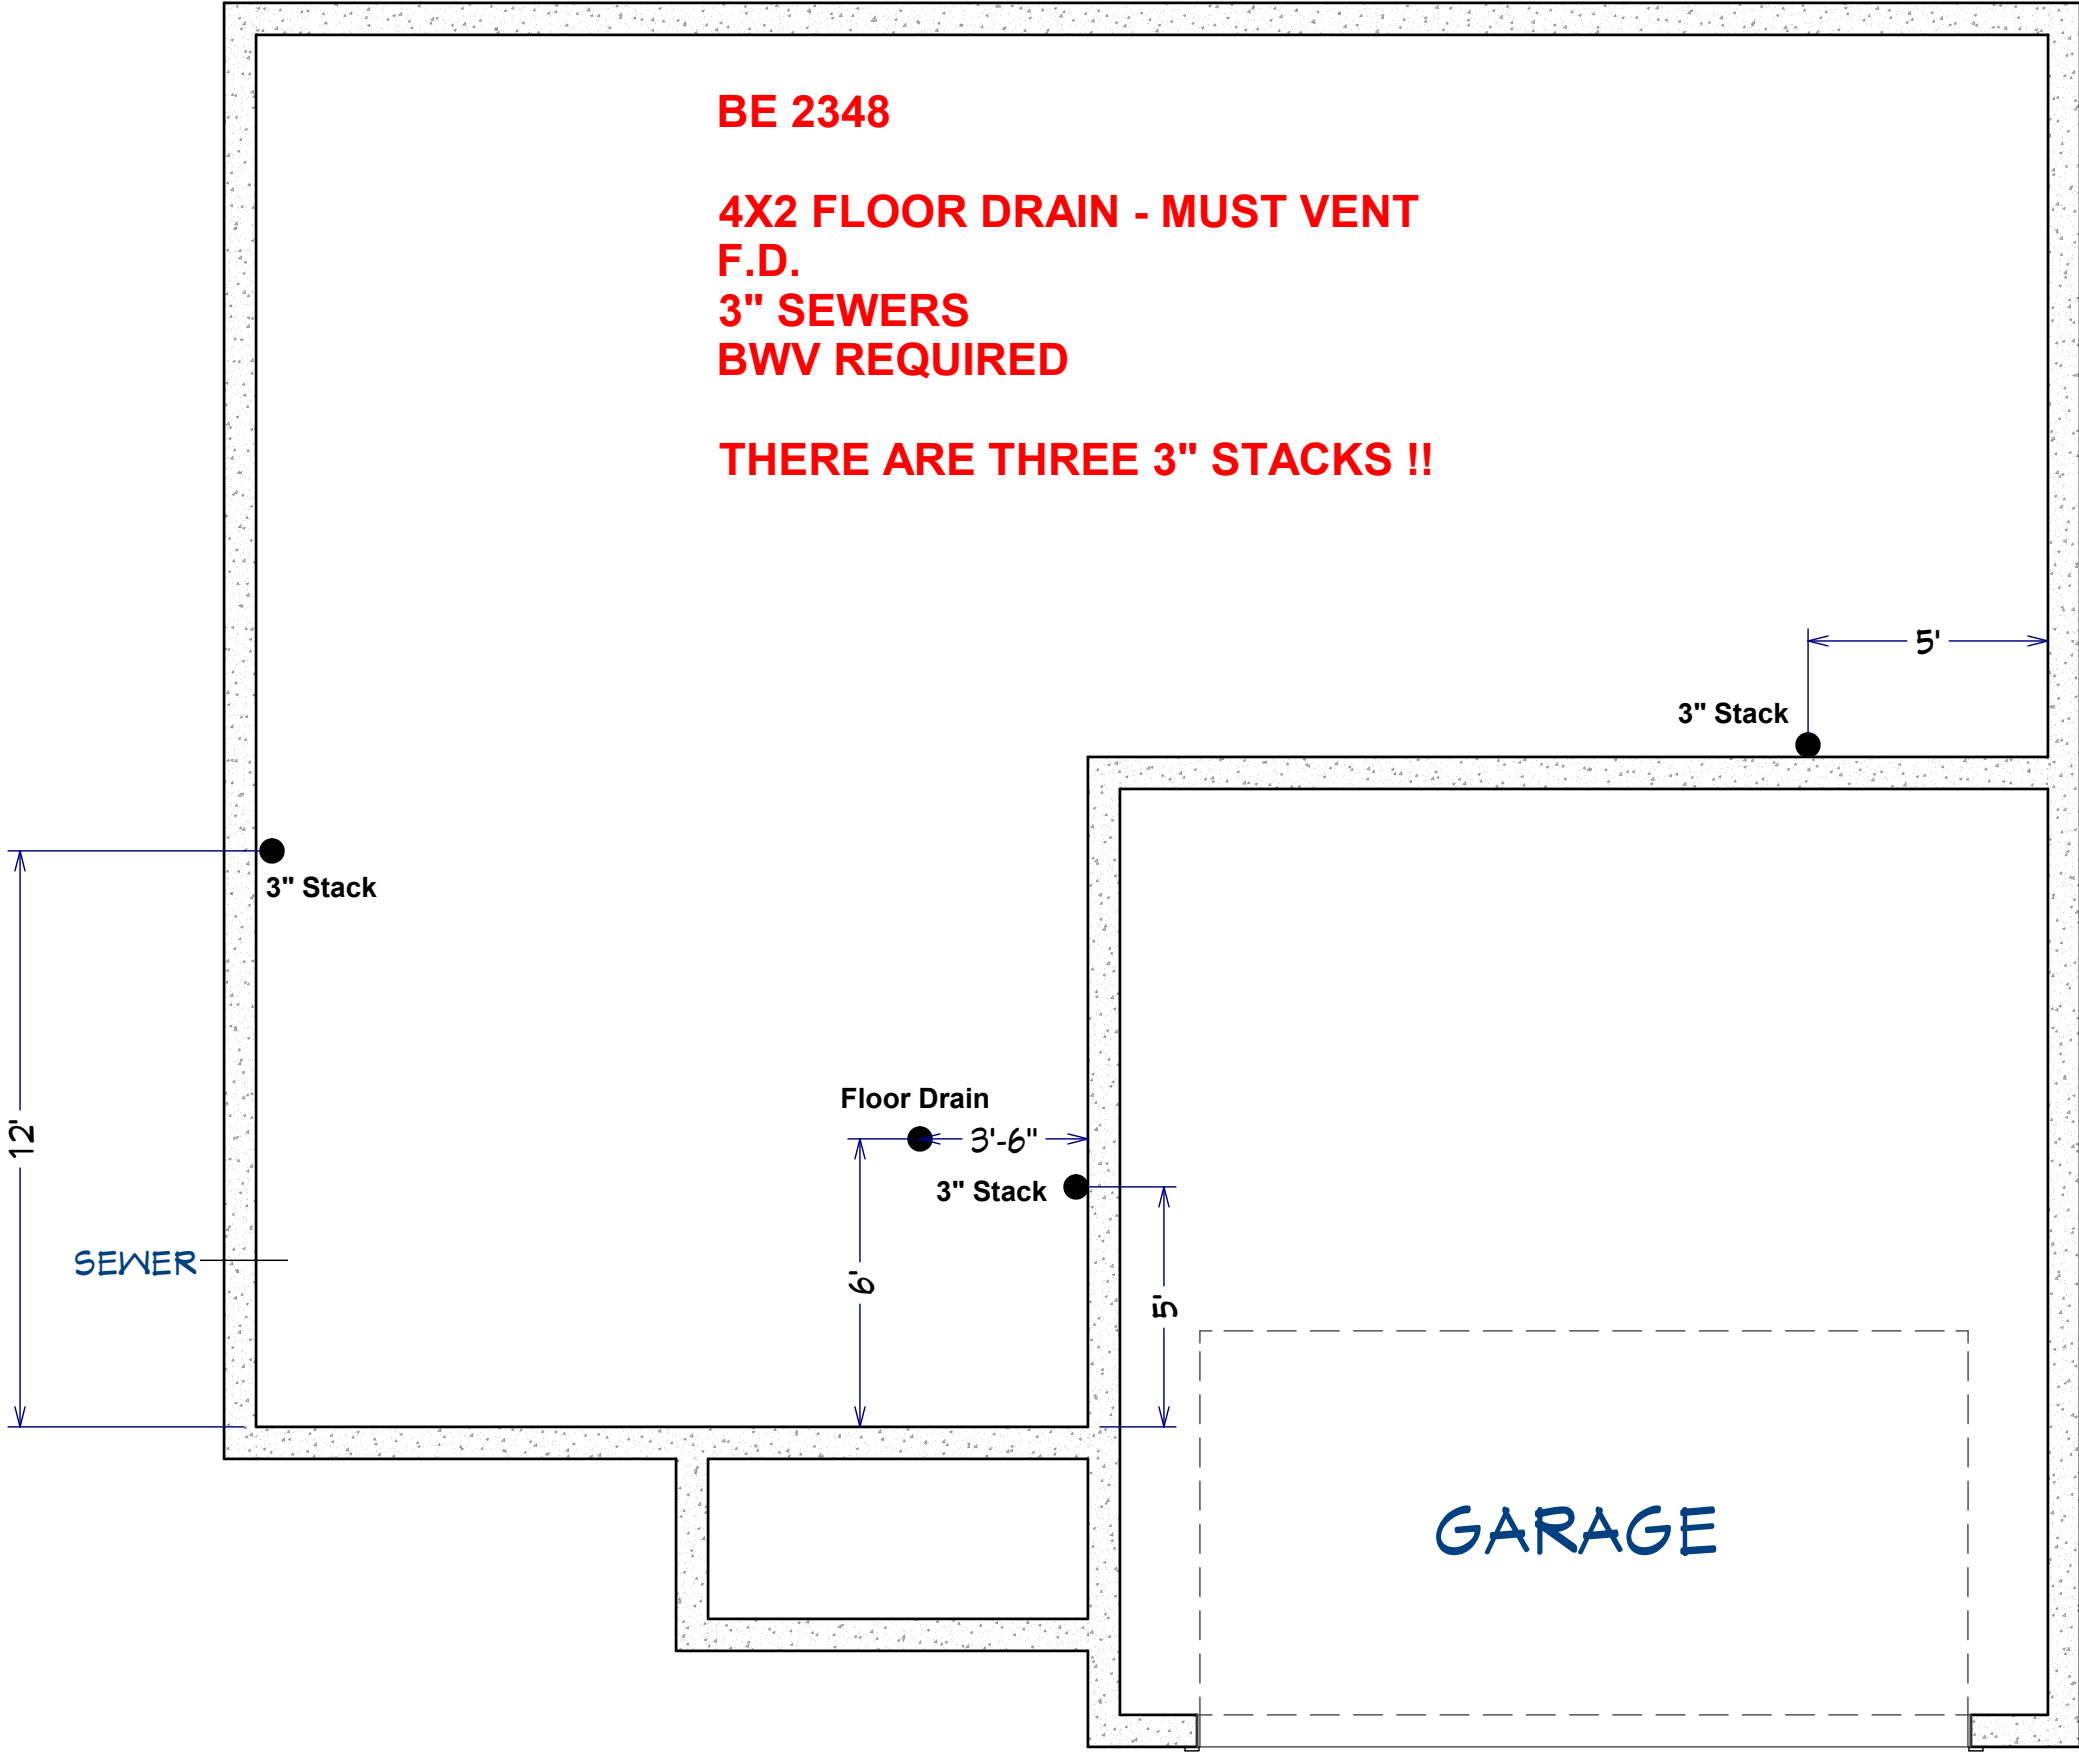 BE 2348
4X2 FLOOR DRAIN - MUST VENT
F.D.
3" SEWERS
BWV REQUIRED
THERE ARE THREE 3" STACKS !!
5'
3" Stack
3" Stack
12'
Floor Drain
3'-6"
3" Stack
SEWER
6'
5'
GARAGE